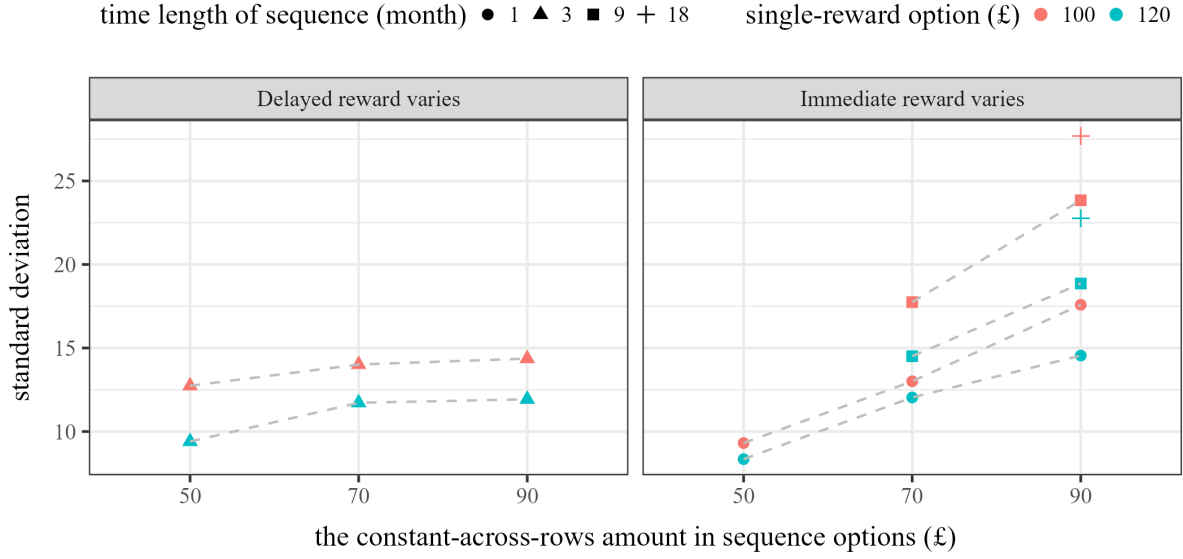 time length of sequence (month) 1 3 9 18 single-reward option (£) 100 120
Delayed reward varies Immediate reward varies
standard deviation
25
20
15
10
50 70 90 50 70 90
the constant-across-rows amount in sequence options (£)